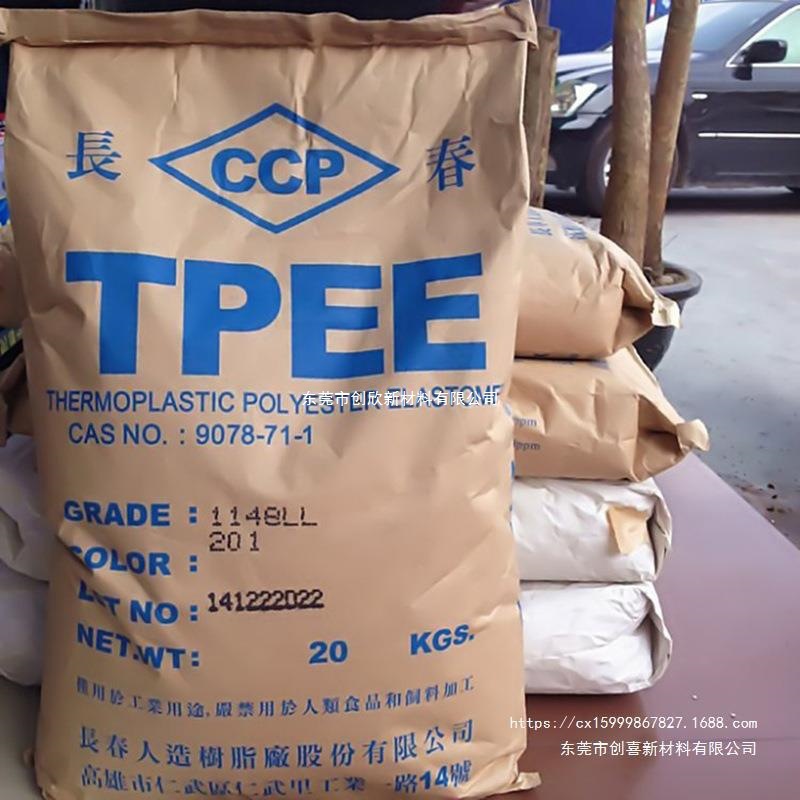 長 CCP 春
TPEE
THERMOPLASTIC POLYESTER ELASTOME
东莞市创欣新材料有限公司
CAS NO. : 9078-71-1
GRADE : 1148LL
201
COLOR :
LOT NO : 141222022
NET.WT: 20 KGS.
僅用於工業用途,嚴禁用於人類食品和飼料加工
長春人造樹脂廠股份有限公司
高雄市仁武區仁武里工業一路14號
ppm
ppm
https://cx15999867827.1688.com
东莞市创喜新材料有限公司